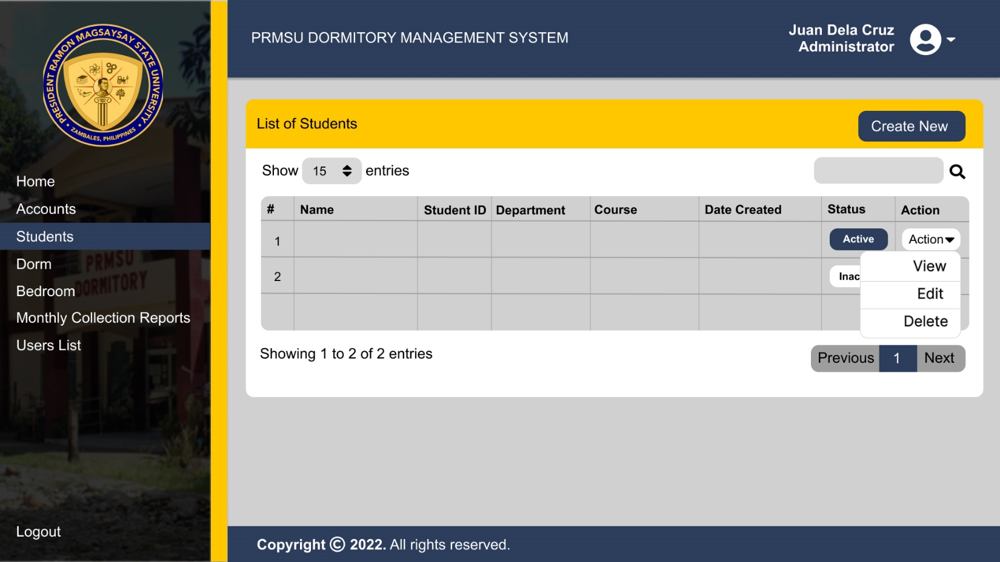 PRESIDENT RAMON MAGSAYSAY STATE UNIVERSITY
ZAMBALES, PHILIPPINES
PRMSU DORMITORY MANAGEMENT SYSTEM
Juan Dela Cruz
Administrator
Home
Accounts
Students
Dorm
Bedroom
Monthly Collection Reports
Users List
Logout
PRMSU
DORMITORY
List of Students
Create New
Show 15 entries
# Name Student ID Department Course Date Created Status Action
1 Active Action
2 Inac
View
Edit
Delete
Showing 1 to 2 of 2 entries
Previous 1 Next
Copyright © 2022. All rights reserved.